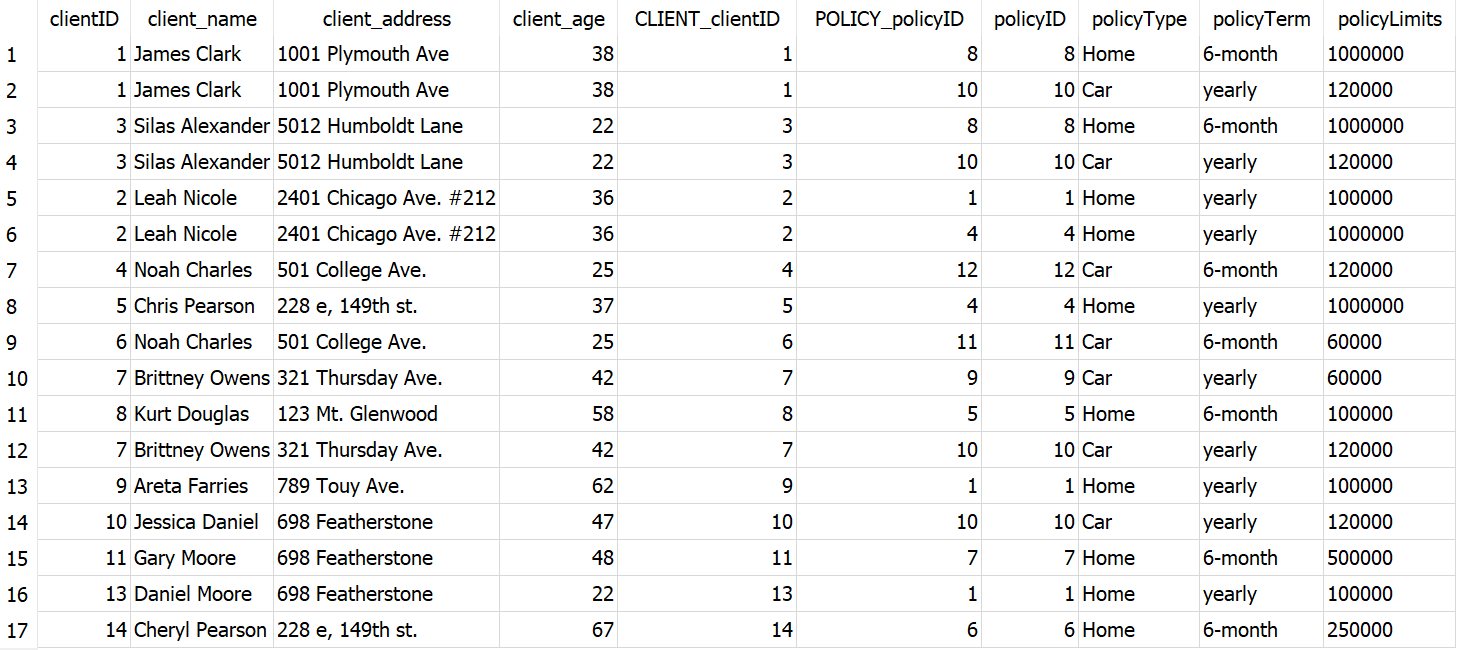 clientID client_name client_address client_age CLIENT_clientID POLICY_policyID policyID policyType policyTerm policyLimits
1 1 James Clark 1001 Plymouth Ave 38 1 8 8 Home 6-month 1000000
2 1 James Clark 1001 Plymouth Ave 38 1 10 10 Car yearly 120000
3 3 Silas Alexander 5012 Humboldt Lane 22 3 8 8 Home 6-month 1000000
4 3 Silas Alexander 5012 Humboldt Lane 22 3 10 10 Car yearly 120000
5 2 Leah Nicole 2401 Chicago Ave. #212 36 2 1 1 Home yearly 100000
6 2 Leah Nicole 2401 Chicago Ave. #212 36 2 4 4 Home yearly 1000000
7 4 Noah Charles 501 College Ave. 25 4 12 12 Car 6-month 120000
8 5 Chris Pearson 228 e, 149th st. 37 5 4 4 Home yearly 1000000
9 6 Noah Charles 501 College Ave. 25 6 11 11 Car 6-month 60000
10 7 Brittney Owens 321 Thursday Ave. 42 7 9 9 Car yearly 60000
11 8 Kurt Douglas 123 Mt. Glenwood 58 8 5 5 Home 6-month 100000
12 7 Brittney Owens 321 Thursday Ave. 42 7 10 10 Car yearly 120000
13 9 Areta Farries 789 Touy Ave. 62 9 1 1 Home yearly 100000
14 10 Jessica Daniel 698 Featherstone 47 10 10 10 Car yearly 120000
15 11 Gary Moore 698 Featherstone 48 11 7 7 Home 6-month 500000
16 13 Daniel Moore 698 Featherstone 22 13 1 1 Home yearly 100000
17 14 Cheryl Pearson 228 e, 149th st. 67 14 6 6 Home 6-month 250000